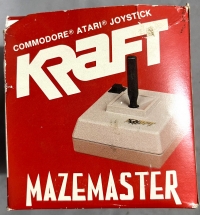 COMMODORE® ATARI® JOYSTICK
KRAFT
MAZEMASTER